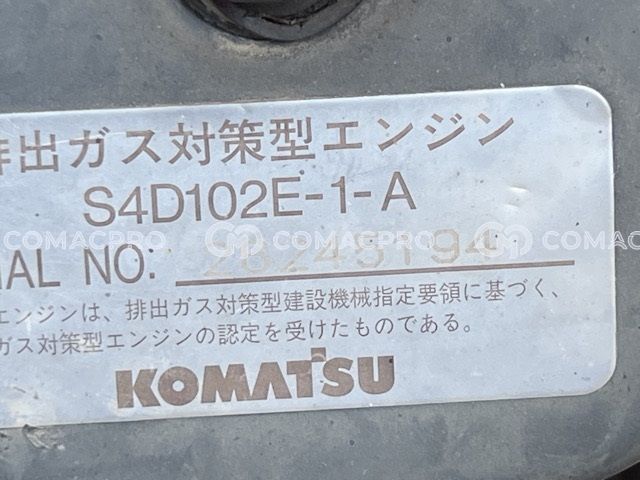 排出ガス対策型エンジン
S4D102E-1-A
COMACPRO COMACPRO COMACPRO
IAL NO: 26245194
エンジンは、排出ガス対策型建設機械指定要領に基づく、
ガス対策型エンジンの認定を受けたものである。
KOMATSU